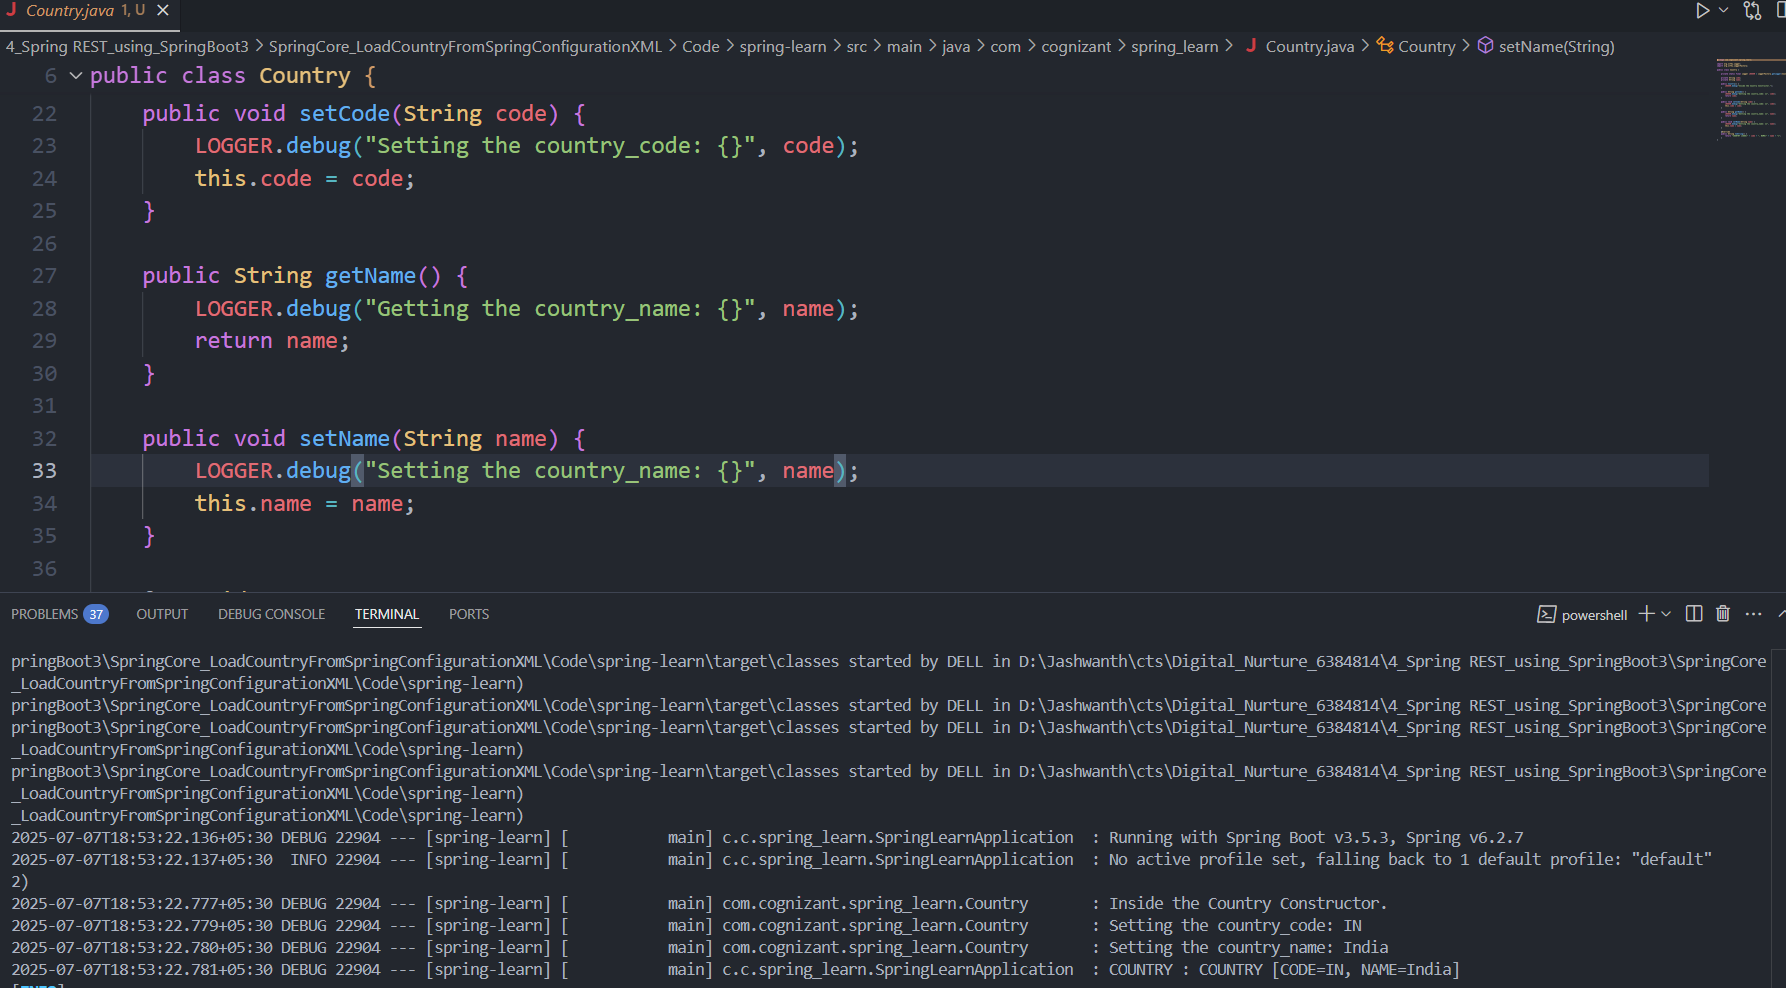 J Country.java 1, U ×
4_Spring REST_using_SpringBoot3 > SpringCore_LoadCountryFromSpringConfigurationXML > Code > spring-learn > src > main > java > com > cognizant > spring_learn > J Country.java > Country > setName(String)
6 public class Country {
22 public void setCode(String code) {
23 LOGGER.debug("Setting the country_code: {}", code);
24 this.code = code;
25 }
26
27 public String getName() {
28 LOGGER.debug("Getting the country_name: {}", name);
29 return name;
30 }
31
32 public void setName(String name) {
33 LOGGER.debug("Setting the country_name: {}", name);
34 this.name = name;
35 }
36
PROBLEMS 37 OUTPUT DEBUG CONSOLE TERMINAL PORTS powershell
pringBoot3\SpringCore_LoadCountryFromSpringConfigurationXML\Code\spring-learn\target\classes started by DELL in D:\Jashwanth\cts\Digital_Nurture_6384814\4_Spring REST_using_SpringBoot3\SpringCore
_LoadCountryFromSpringConfigurationXML\Code\spring-learn)
pringBoot3\SpringCore_LoadCountryFromSpringConfigurationXML\Code\spring-learn\target\classes started by DELL in D:\Jashwanth\cts\Digital_Nurture_6384814\4_Spring REST_using_SpringBoot3\SpringCore
pringBoot3\SpringCore_LoadCountryFromSpringConfigurationXML\Code\spring-learn\target\classes started by DELL in D:\Jashwanth\cts\Digital_Nurture_6384814\4_Spring REST_using_SpringBoot3\SpringCore
_LoadCountryFromSpringConfigurationXML\Code\spring-learn)
pringBoot3\SpringCore_LoadCountryFromSpringConfigurationXML\Code\spring-learn\target\classes started by DELL in D:\Jashwanth\cts\Digital_Nurture_6384814\4_Spring REST_using_SpringBoot3\SpringCore
_LoadCountryFromSpringConfigurationXML\Code\spring-learn)
_LoadCountryFromSpringConfigurationXML\Code\spring-learn)
2025-07-07T18:53:22.136+05:30 DEBUG 22904 --- [spring-learn] [           main] c.c.spring_learn.SpringLearnApplication  : Running with Spring Boot v3.5.3, Spring v6.2.7
2025-07-07T18:53:22.137+05:30  INFO 22904 --- [spring-learn] [           main] c.c.spring_learn.SpringLearnApplication  : No active profile set, falling back to 1 default profile: "default"
2)
2025-07-07T18:53:22.777+05:30 DEBUG 22904 --- [spring-learn] [           main] com.cognizant.spring_learn.Country       : Inside the Country Constructor.
2025-07-07T18:53:22.779+05:30 DEBUG 22904 --- [spring-learn] [           main] com.cognizant.spring_learn.Country       : Setting the country_code: IN
2025-07-07T18:53:22.780+05:30 DEBUG 22904 --- [spring-learn] [           main] com.cognizant.spring_learn.Country       : Setting the country_name: India
2025-07-07T18:53:22.781+05:30 DEBUG 22904 --- [spring-learn] [           main] c.c.spring_learn.SpringLearnApplication  : COUNTRY : COUNTRY [CODE=IN, NAME=India]